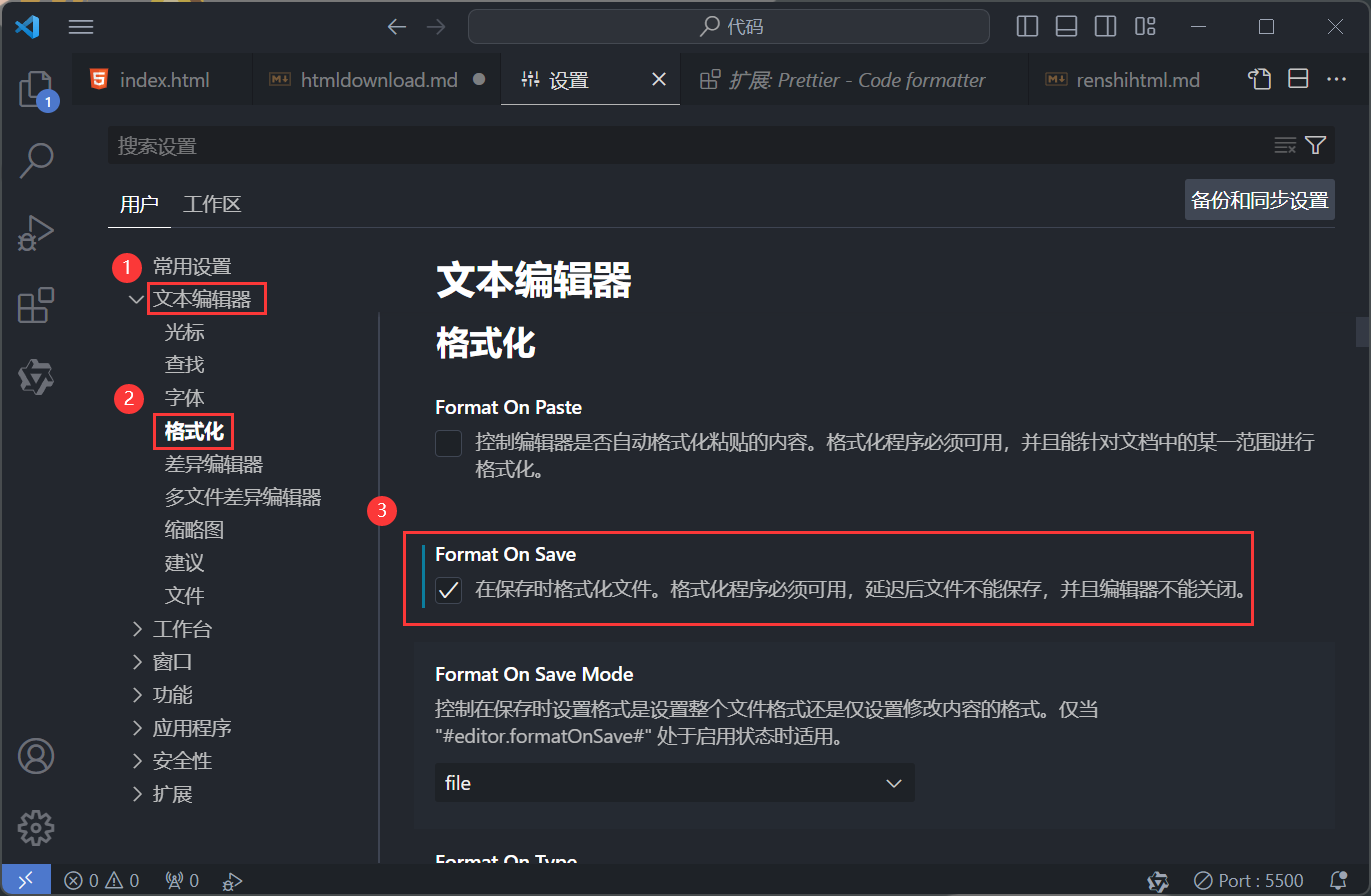 代码
1
index.html
htmldownload.md
设置
扩展: Prettier - Code formatter
renshihtml.md
搜索设置
用户
工作区
备份和同步设置
1
常用设置
文本编辑器
光标
查找
2
字体
格式化
差异编辑器
多文件差异编辑器
缩略图
建议
文件
工作台
窗口
功能
应用程序
安全性
扩展
文本编辑器
格式化
Format On Paste
控制编辑器是否自动格式化粘贴的内容。格式化程序必须可用，并且能针对文档中的某一范围进行
格式化。
3
Format On Save
在保存时格式化文件。格式化程序必须可用，延迟后文件不能保存，并且编辑器不能关闭。
Format On Save Mode
控制在保存时设置格式是设置整个文件格式还是仅设置修改内容的格式。仅当
"#editor.formatOnSave#" 处于启用状态时适用。
file
Format On Type
0 0
0
Port : 5500